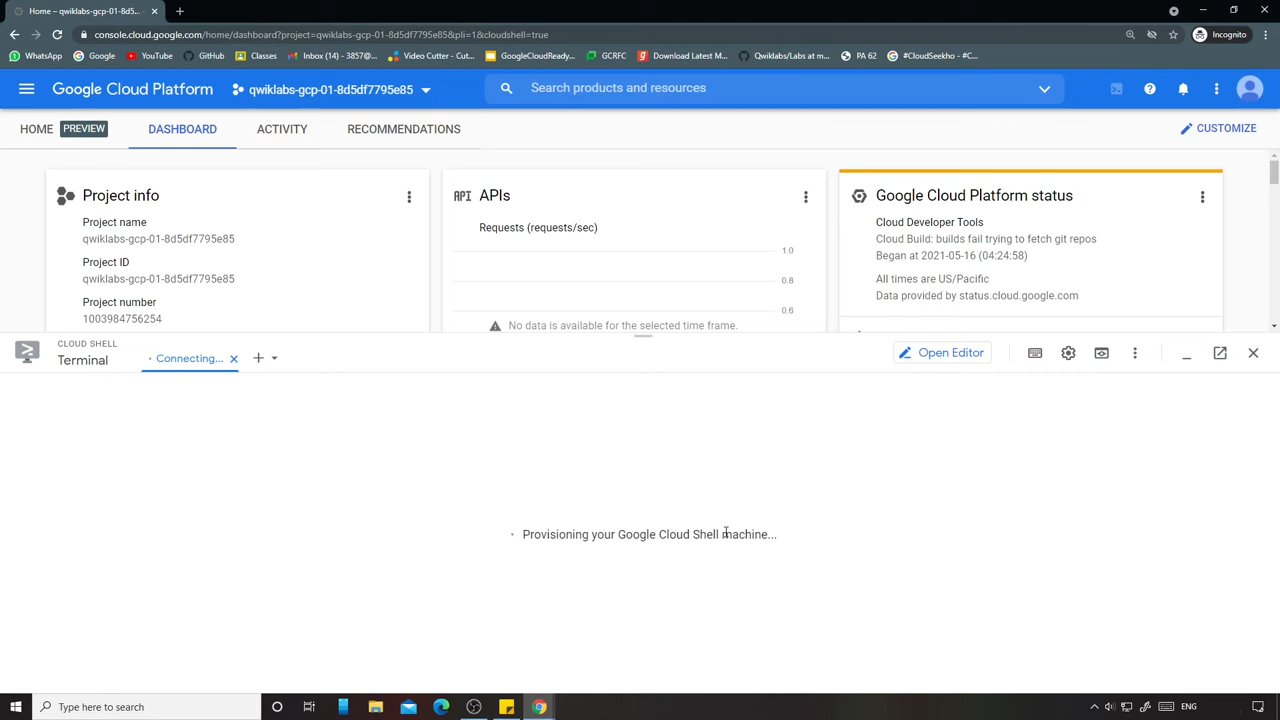 Home – qwiklabs-gcp-01-8d5...
console.cloud.google.com/home/dashboard?project=qwiklabs-gcp-01-8d5df7795e85&pli=1&cloudshell=true
Incognito
WhatsApp
Google
YouTube
GitHub
Classes
Inbox (14) - 3857@...
Video Cutter - Cut...
GoogleCloudReady...
GCRFC
Download Latest M...
Qwiklabs/Labs at m...
PA 62
#CloudSeekho - #C...
Google Cloud Platform
qwiklabs-gcp-01-8d5df7795e85
Search products and resources
HOME
PREVIEW
DASHBOARD
ACTIVITY
RECOMMENDATIONS
CUSTOMIZE
Project info
Project name
qwiklabs-gcp-01-8d5df7795e85
Project ID
qwiklabs-gcp-01-8d5df7795e85
Project number
1003984756254
API
APIs
Requests (requests/sec)
1.0
0.8
0.6
No data is available for the selected time frame.
Google Cloud Platform status
Cloud Developer Tools
Cloud Build: builds fail trying to fetch git repos
Began at 2021-05-16 (04:24:58)
All times are US/Pacific
Data provided by status.cloud.google.com
CLOUD SHELL
Terminal
Connecting...
Open Editor
Provisioning your Google Cloud Shell machine...
Type here to search
ENG